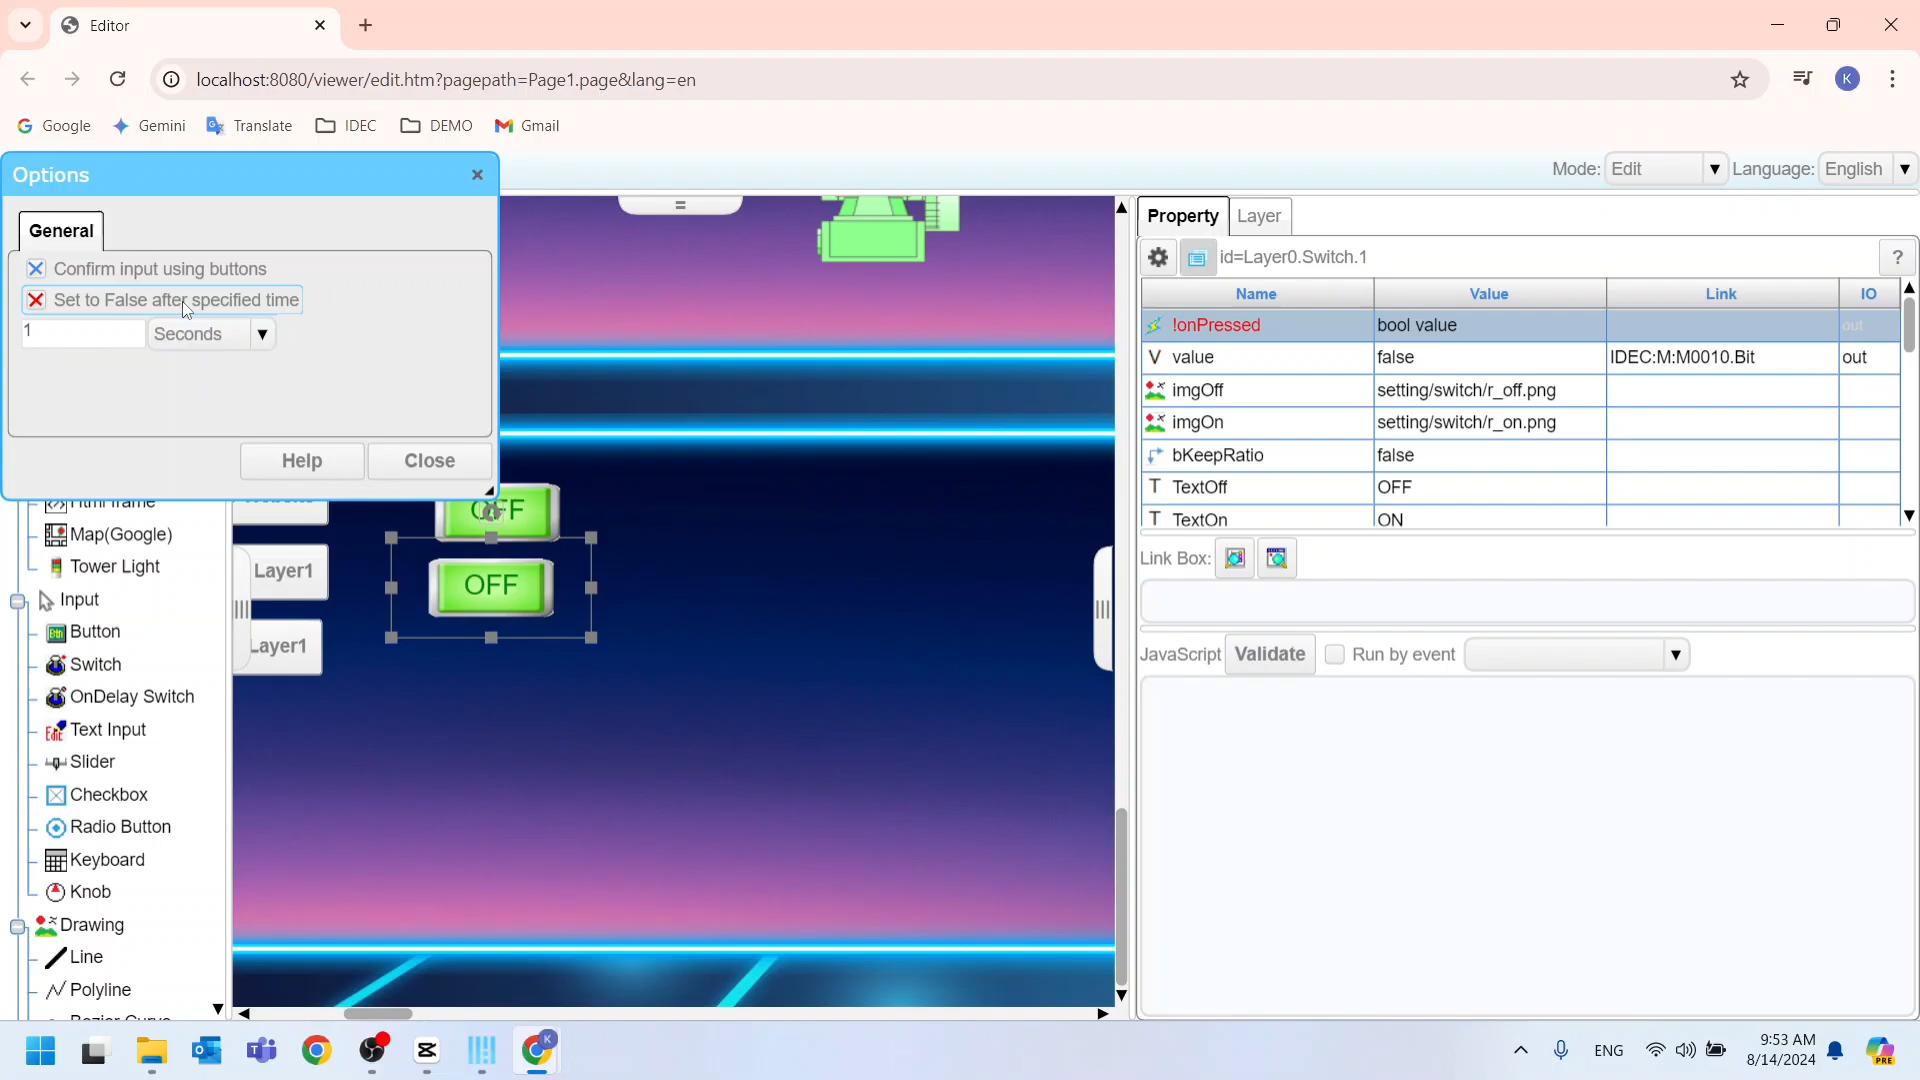 Editor
localhost:8080/viewer/edit.htm?pagepath=Page1.page&lang=en
K
Google
Gemini
Translate
IDEC
DEMO
Gmail
Options
Mode: Edit
Language: English
General
Confirm input using buttons
Set to False after specified time
1
Seconds
Help
Close
Property
Layer
id=Layer0.Switch.1
?
Name Value Link IO
!onPressed bool value out
V value false IDEC:M:M0010.Bit out
imgOff setting/switch/r_off.png
imgOn setting/switch/r_on.png
bKeepRatio false
T TextOff OFF
T TextOn ON
Link Box:
JavaScript Validate Run by event
OFF
OFF
Layer1
Layer1
Map(Google)
Tower Light
Input
Button
Switch
OnDelay Switch
Text Input
Slider
Checkbox
Radio Button
Keyboard
Knob
Drawing
Line
Polyline
ENG
9:53 AM
8/14/2024
PRE